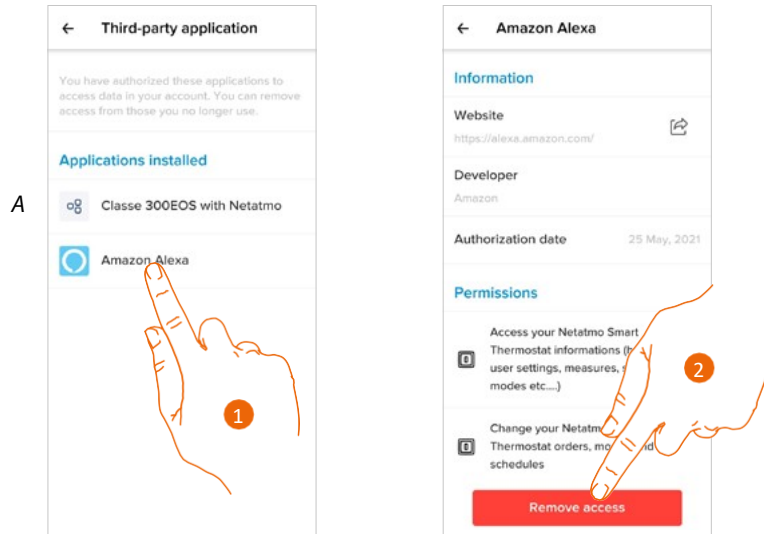 Third-party application
You have authorized these applications to
access data in your account. You can remove
access from those you no longer use.
Applications installed
A
Classe 300EOS with Netatmo
Amazon Alexa
1
Amazon Alexa
Information
Website
https://alexa.amazon.com/
Developer
Amazon
Authorization date 25 May, 2021
Permissions
Access your Netatmo Smart
Thermostat informations
user settings, measures,
modes etc....)
2
Change your
Thermostat orders,
schedules
Remove access